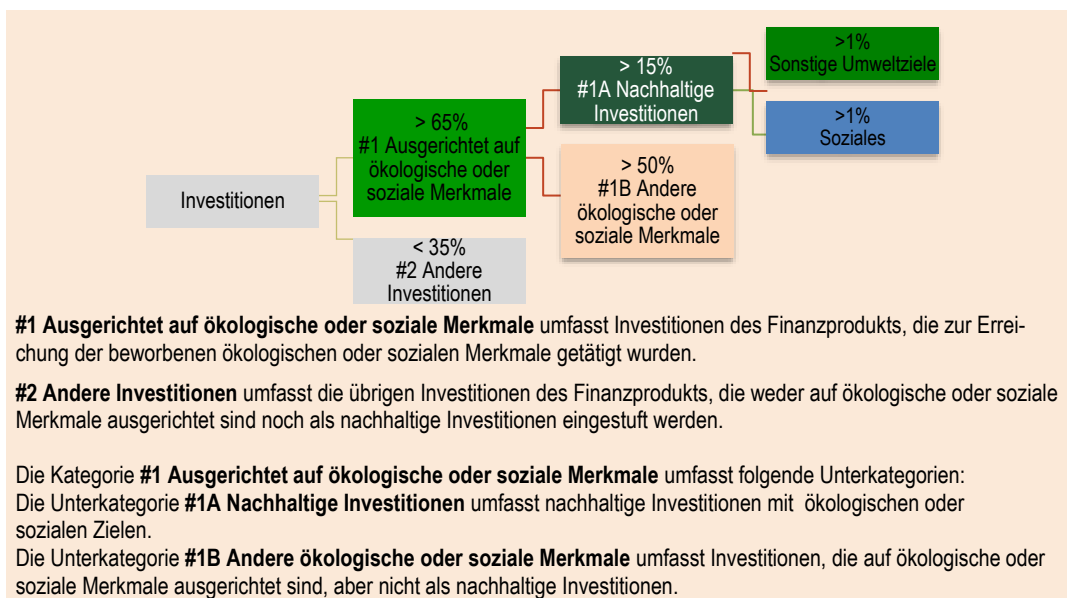 Investitionen
> 65%
#1 Ausgerichtet auf
ökologische oder
soziale Merkmale
< 35%
#2 Andere
Investitionen
> 15%
#1A Nachhaltige
Investitionen
> 50%
#1B Andere
ökologische oder
soziale Merkmale
>1%
Sonstige Umweltziele
>1%
Soziales
#1 Ausgerichtet auf ökologische oder soziale Merkmale umfasst Investitionen des Finanzprodukts, die zur Errei-
chung der beworbenen ökologischen oder sozialen Merkmale getätigt wurden.
#2 Andere Investitionen umfasst die übrigen Investitionen des Finanzprodukts, die weder auf ökologische oder soziale
Merkmale ausgerichtet sind noch als nachhaltige Investitionen eingestuft werden.
Die Kategorie #1 Ausgerichtet auf ökologische oder soziale Merkmale umfasst folgende Unterkategorien:
Die Unterkategorie #1A Nachhaltige Investitionen umfasst nachhaltige Investitionen mit ökologischen oder
sozialen Zielen.
Die Unterkategorie #1B Andere ökologische oder soziale Merkmale umfasst Investitionen, die auf ökologische oder
soziale Merkmale ausgerichtet sind, aber nicht als nachhaltige Investitionen.